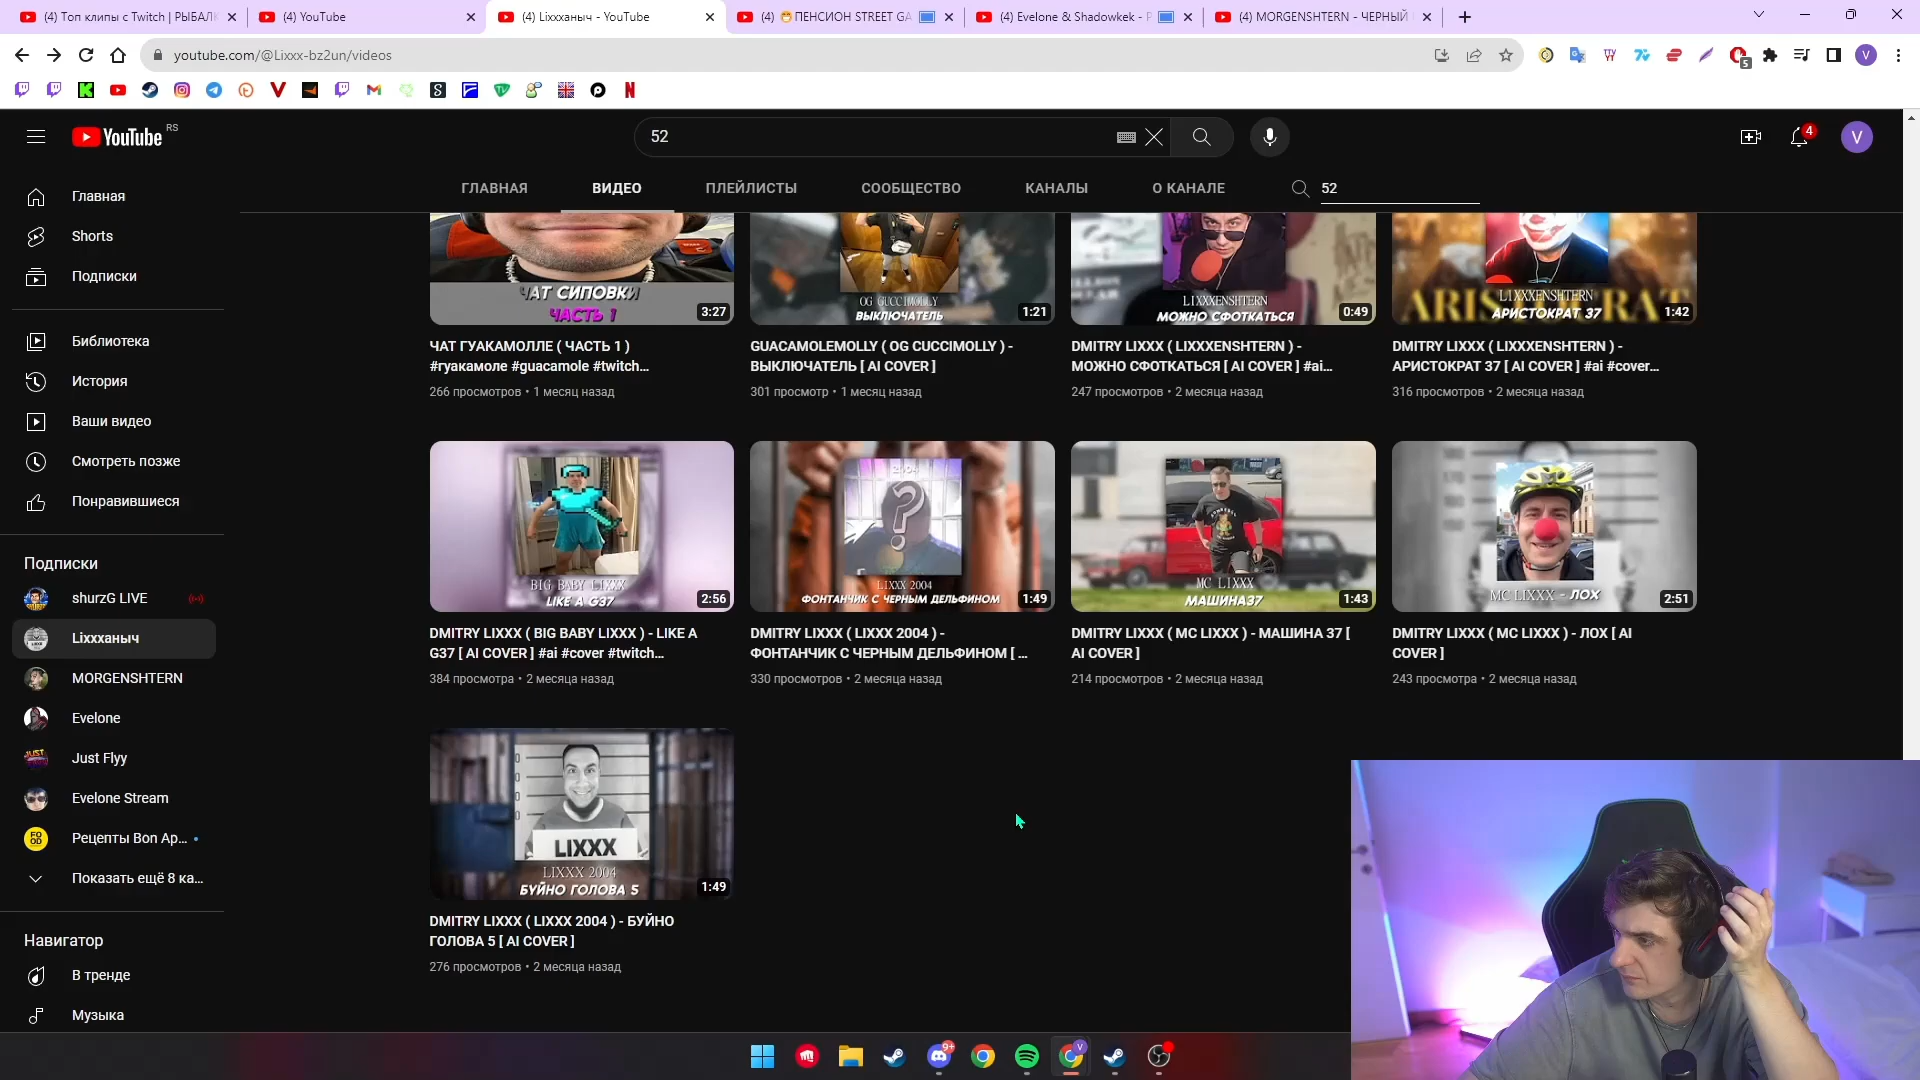 (4) Топ клипы с Twitch | РЫБАЛК
(4) YouTube
(4) Lixxxаныч - YouTube
(4) 😁ПЕНСИОН STREET GA
(4) Evelone & Shadowkek - Р
(4) MORGENSHTERN - ЧЕРНЫЙ
youtube.com/@Lixxx-bz2un/videos
5
V
YouTube RS
52
4
V
ГЛАВНАЯ
ВИДЕО
ПЛЕЙЛИСТЫ
СООБЩЕСТВО
КАНАЛЫ
О КАНАЛЕ
52
Главная
Shorts
Подписки
Библиотека
История
Ваши видео
Смотреть позже
Понравившиеся
Подписки
shurzG LIVE
Lixxxаныч
MORGENSHTERN
Evelone
Just Flyy
Evelone Stream
Рецепты Bon Ap...
Показать ещё 8 ка...
Навигатор
В тренде
Музыка
ЧАТ СИПОВКИ
ЧАСТЬ 1
3:27
OG GUCCIMOLLY
ВЫКЛЮЧАТЕЛЬ
1:21
LIXXXENSHTERN
МОЖНО СФОТКАТЬСЯ
0:49
LIXXXENSHTERN
АРИСТОКРАТ 37
1:42
ЧАТ ГУАКАМОЛЛЕ ( ЧАСТЬ 1 )
#гуакамоле #guacamole #twitch...
266 просмотров • 1 месяц назад
GUACAMOLEMOLLY ( OG CUCCIMOLLY ) -
ВЫКЛЮЧАТЕЛЬ [ AI COVER ]
301 просмотр • 1 месяц назад
DMITRY LIXXX ( LIXXXENSHTERN ) -
МОЖНО СФОТКАТЬСЯ [ AI COVER ] #ai...
247 просмотров • 2 месяца назад
DMITRY LIXXX ( LIXXXENSHTERN ) -
АРИСТОКРАТ 37 [ AI COVER ] #ai #cover...
316 просмотров • 2 месяца назад
BIG BABY LIXXX
LIKE A G37
2:56
2004
LIXXX 2004
ФОНТАНЧИК С ЧЕРНЫМ ДЕЛЬФИНОМ
1:49
MC LIXXX
МАШИНА37
1:43
MC LIXXX - ЛОХ
2:51
DMITRY LIXXX ( BIG BABY LIXXX ) - LIKE A
G37 [ AI COVER ] #ai #cover #twitch...
384 просмотра • 2 месяца назад
DMITRY LIXXX ( LIXXX 2004 ) -
ФОНТАНЧИК С ЧЕРНЫМ ДЕЛЬФИНОМ [ ...
330 просмотров • 2 месяца назад
DMITRY LIXXX ( MC LIXXX ) - МАШИНА 37 [
AI COVER ]
214 просмотров • 2 месяца назад
DMITRY LIXXX ( MC LIXXX ) - ЛОХ [ AI
COVER ]
243 просмотра • 2 месяца назад
LIXXX
LIXXX 2004
БУЙНО ГОЛОВА 5
1:49
DMITRY LIXXX ( LIXXX 2004 ) - БУЙНО
ГОЛОВА 5 [ AI COVER ]
276 просмотров • 2 месяца назад
9+
V